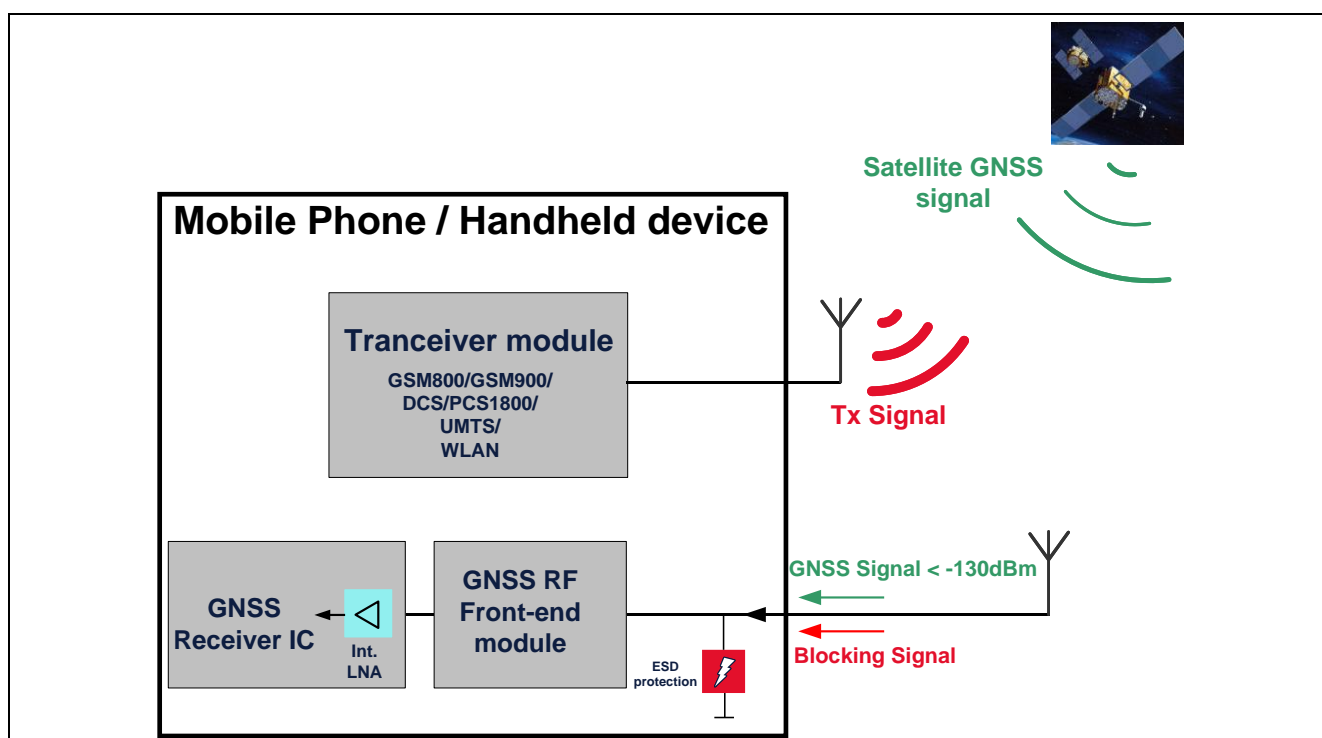 Satellite GNSS
signal
Mobile Phone / Handheld device
Tranceiver module
GSM800/GSM900/
DCS/PCS1800/
UMTS/
WLAN
Tx Signal
GNSS
Receiver IC
Int.
LNA
GNSS RF
Front-end
module
ESD
protection
GNSS Signal < -130dBm
Blocking Signal